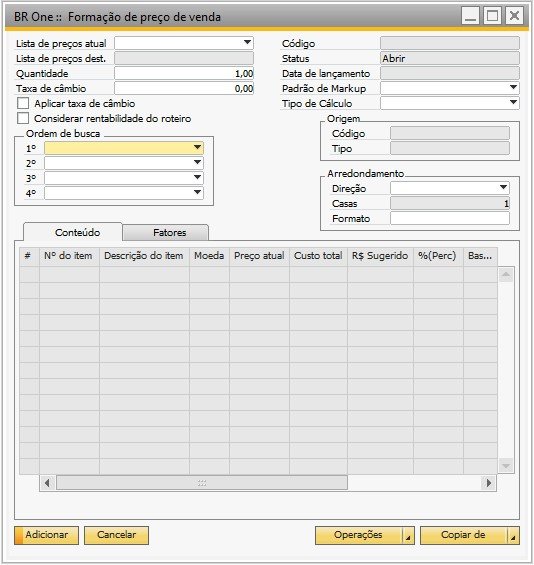 BR One :: Formação de preço de venda
Lista de preços atual
Lista de preços dest.
Quantidade 1,00
Taxa de câmbio 0,00
Aplicar taxa de câmbio
Considerar rentabilidade do roteiro
Ordem de busca
1º
2º
3º
4º
Código
Status Abrir
Data de lançamento
Padrão de Markup
Tipo de Cálculo
Origem
Código
Tipo
Arredondamento
Direção
Casas 1
Formato
Conteúdo Fatores
# Nº do item Descrição do item Moeda Preço atual Custo total R$ Sugerido %(Perc) Bas...
Adicionar Cancelar Operações Copiar de